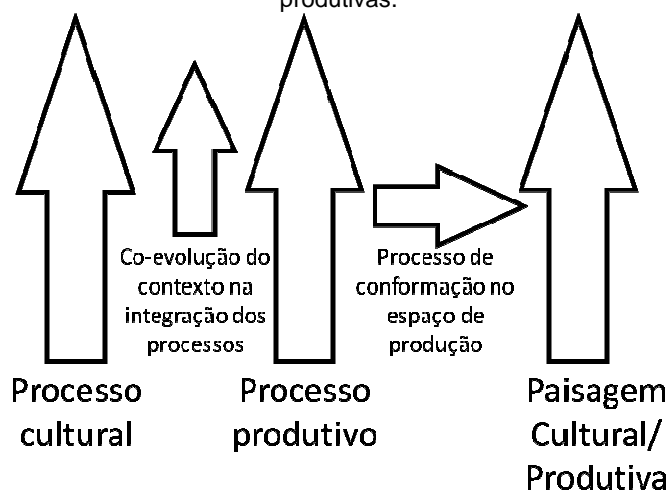 produtivas.
Co-evolução do
contexto na
integração dos
processos
Processo de
conformação no
espaço de
produção
Processo
cultural
Processo
produtivo
Paisagem
Cultural/
Produtiva